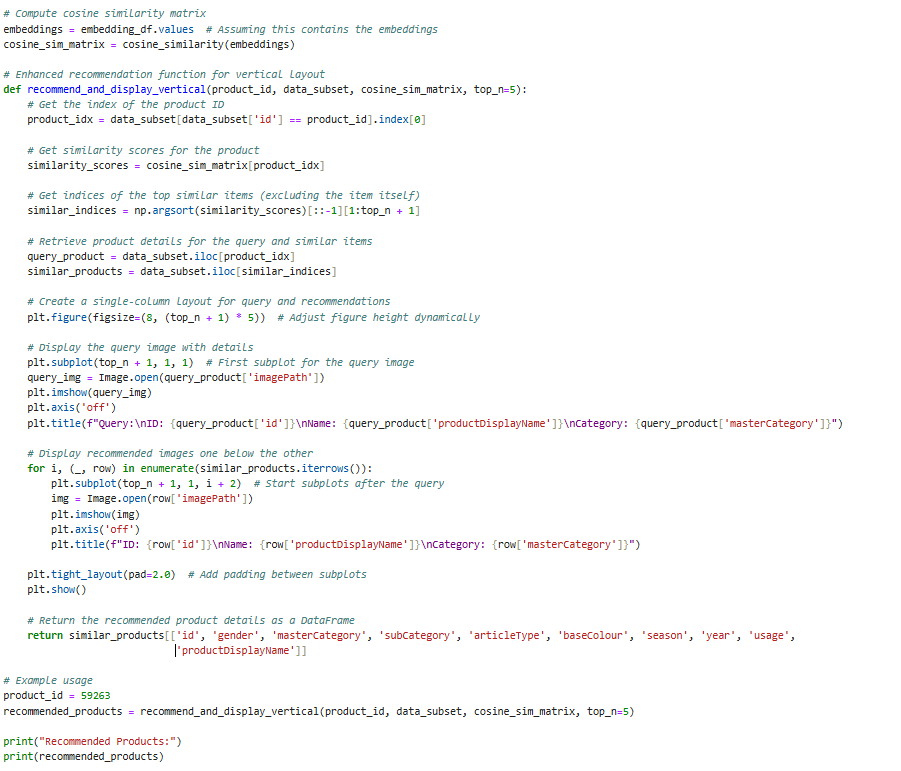 # Compute cosine similarity matrix
embeddings = embedding_df.values  # Assuming this contains the embeddings
cosine_sim_matrix = cosine_similarity(embeddings)

# Enhanced recommendation function for vertical layout
def recommend_and_display_vertical(product_id, data_subset, cosine_sim_matrix, top_n=5):
    # Get the index of the product ID
    product_idx = data_subset[data_subset['id'] == product_id].index[0]

    # Get similarity scores for the product
    similarity_scores = cosine_sim_matrix[product_idx]

    # Get indices of the top similar items (excluding the item itself)
    similar_indices = np.argsort(similarity_scores)[::-1][1:top_n + 1]

    # Retrieve product details for the query and similar items
    query_product = data_subset.iloc[product_idx]
    similar_products = data_subset.iloc[similar_indices]

    # Create a single-column layout for query and recommendations
    plt.figure(figsize=(8, (top_n + 1) * 5))  # Adjust figure height dynamically

    # Display the query image with details
    plt.subplot(top_n + 1, 1, 1)  # First subplot for the query image
    query_img = Image.open(query_product['imagePath'])
    plt.imshow(query_img)
    plt.axis('off')
    plt.title(f"Query:\nID: {query_product['id']}\nName: {query_product['productDisplayName']}\nCategory: {query_product['masterCategory']}")

    # Display recommended images one below the other
    for i, (_, row) in enumerate(similar_products.iterrows()):
        plt.subplot(top_n + 1, 1, i + 2)  # Start subplots after the query
        img = Image.open(row['imagePath'])
        plt.imshow(img)
        plt.axis('off')
        plt.title(f"ID: {row['id']}\nName: {row['productDisplayName']}\nCategory: {row['masterCategory']}")

    plt.tight_layout(pad=2.0)  # Add padding between subplots
    plt.show()

    # Return the recommended product details as a DataFrame
    return similar_products[['id', 'gender', 'masterCategory', 'subCategory', 'articleType', 'baseColour', 'season', 'year', 'usage',
                             'productDisplayName']]

# Example usage
product_id = 59263
recommended_products = recommend_and_display_vertical(product_id, data_subset, cosine_sim_matrix, top_n=5)

print("Recommended Products:")
print(recommended_products)